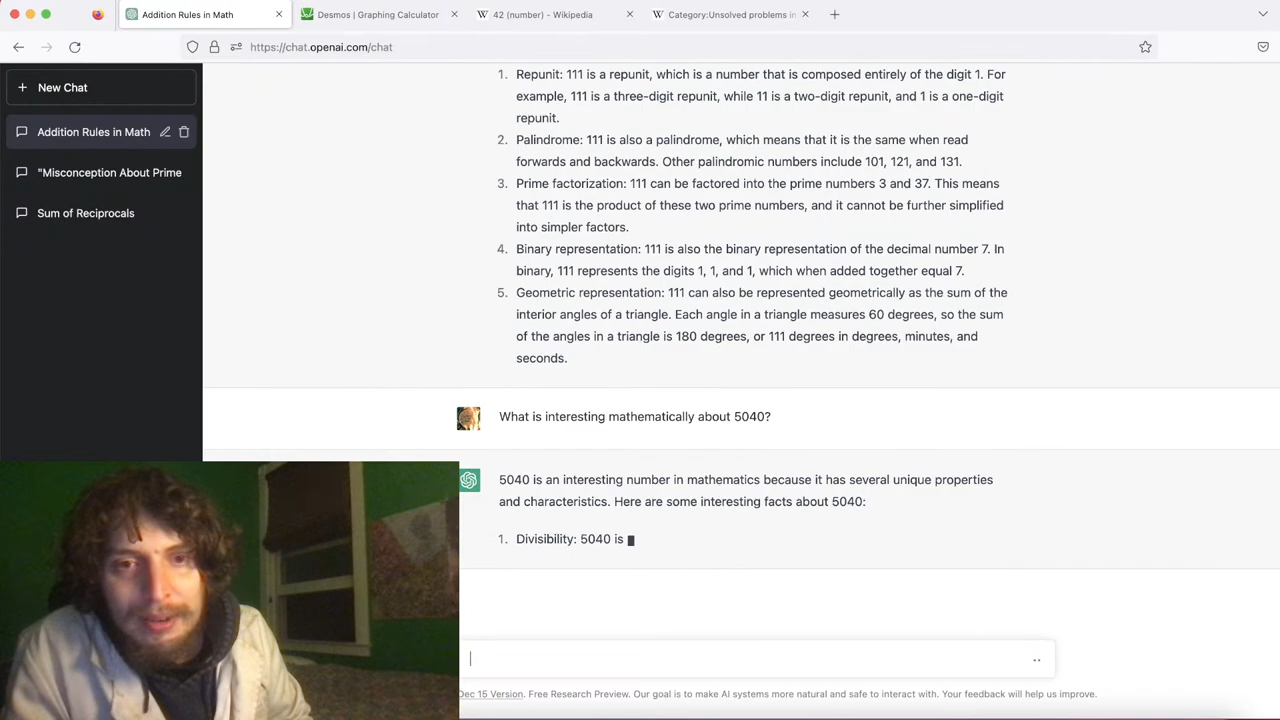 Addition Rules in Math
Desmos | Graphing Calculator
42 (number) - Wikipedia
Category:Unsolved problems in
https://chat.openai.com/chat
New Chat
Addition Rules in Math
"Misconception About Prime
Sum of Reciprocals
1. Repunit: 111 is a repunit, which is a number that is composed entirely of the digit 1. For
example, 111 is a three-digit repunit, while 11 is a two-digit repunit, and 1 is a one-digit
repunit.
2. Palindrome: 111 is also a palindrome, which means that it is the same when read
forwards and backwards. Other palindromic numbers include 101, 121, and 131.
3. Prime factorization: 111 can be factored into the prime numbers 3 and 37. This means
that 111 is the product of these two prime numbers, and it cannot be further simplified
into simpler factors.
4. Binary representation: 111 is also the binary representation of the decimal number 7. In
binary, 111 represents the digits 1, 1, and 1, which when added together equal 7.
5. Geometric representation: 111 can also be represented geometrically as the sum of the
interior angles of a triangle. Each angle in a triangle measures 60 degrees, so the sum
of the angles in a triangle is 180 degrees, or 111 degrees in degrees, minutes, and
seconds.
What is interesting mathematically about 5040?
5040 is an interesting number in mathematics because it has several unique properties
and characteristics. Here are some interesting facts about 5040:
1. Divisibility: 5040 is
Dec 15 Version. Free Research Preview. Our goal is to make AI systems more natural and safe to interact with. Your feedback will help us improve.